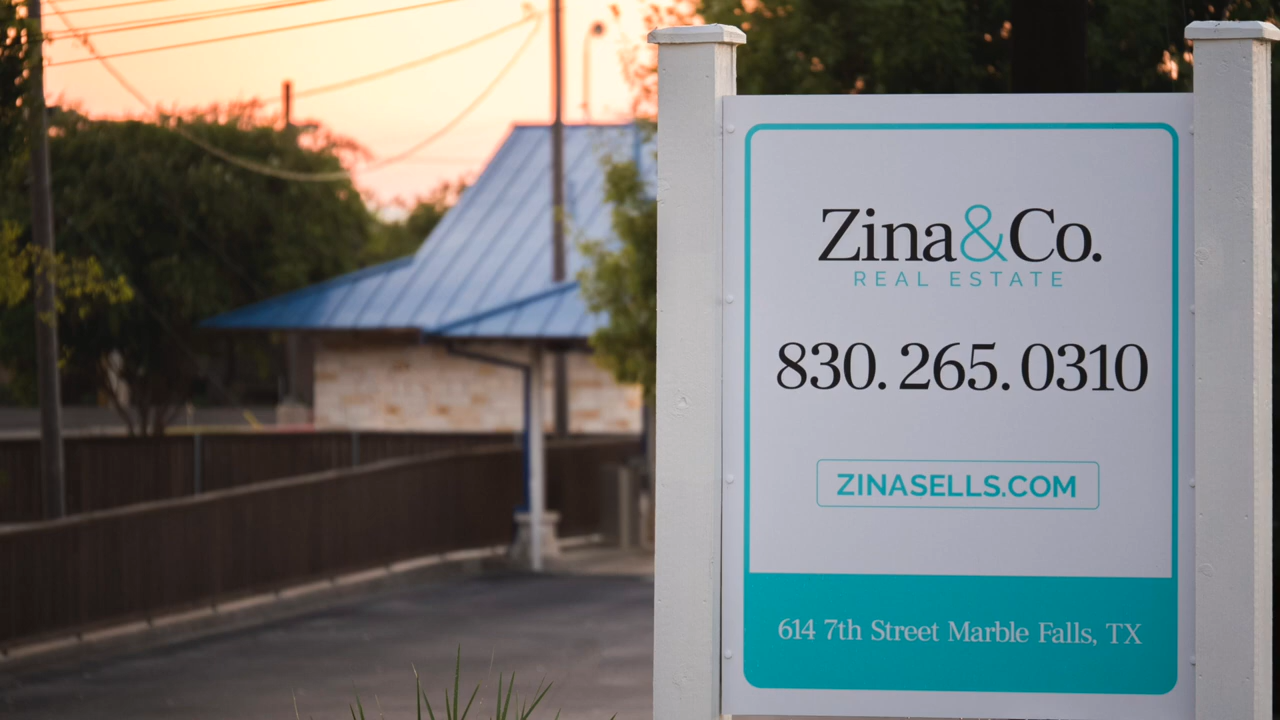 Zina&Co.
REAL ESTATE
830.265.0310
ZINASELLS.COM
614 7th Street Marble Falls, TX